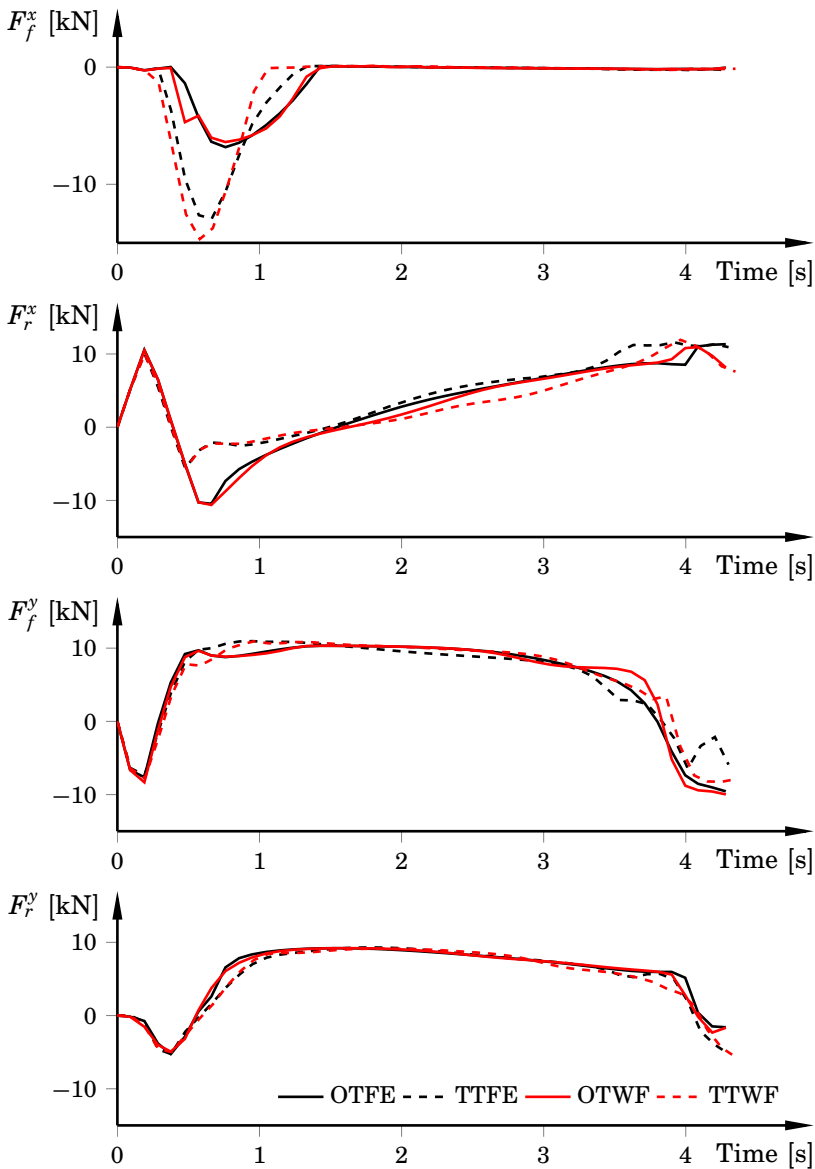 F_f^x [kN]
0
−10
0 1 2 3 4 Time [s]
F_r^x [kN]
10
0
−10
0 1 2 3 4 Time [s]
F_f^y [kN]
10
0
−10
0 1 2 3 4 Time [s]
F_r^y [kN]
10
0
−10
OTFE TTFE OTWF TTWF
0 1 2 3 4 Time [s]